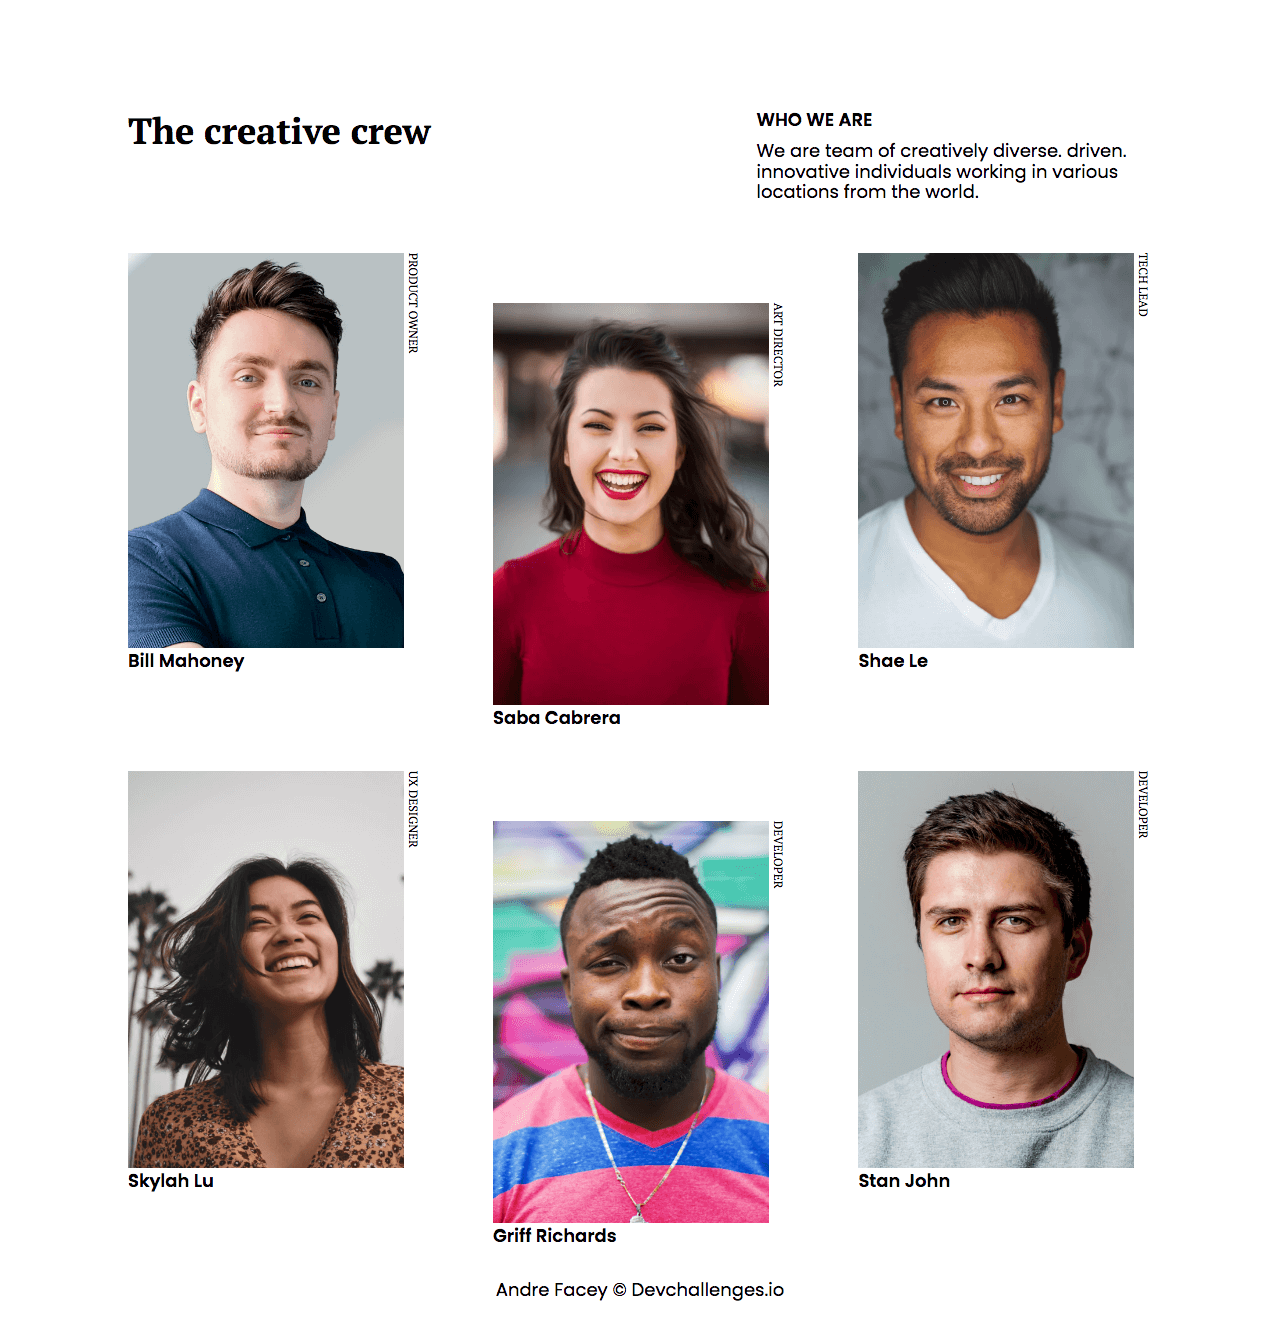 The creative crew
WHO WE ARE
We are team of creatively diverse. driven.
innovative individuals working in various
locations from the world.
PRODUCT OWNER
Bill Mahoney
ART DIRECTOR
Saba Cabrera
TECH LEAD
Shae Le
UX DESIGNER
Skylah Lu
DEVELOPER
Griff Richards
DEVELOPER
Stan John
Andre Facey © Devchallenges.io